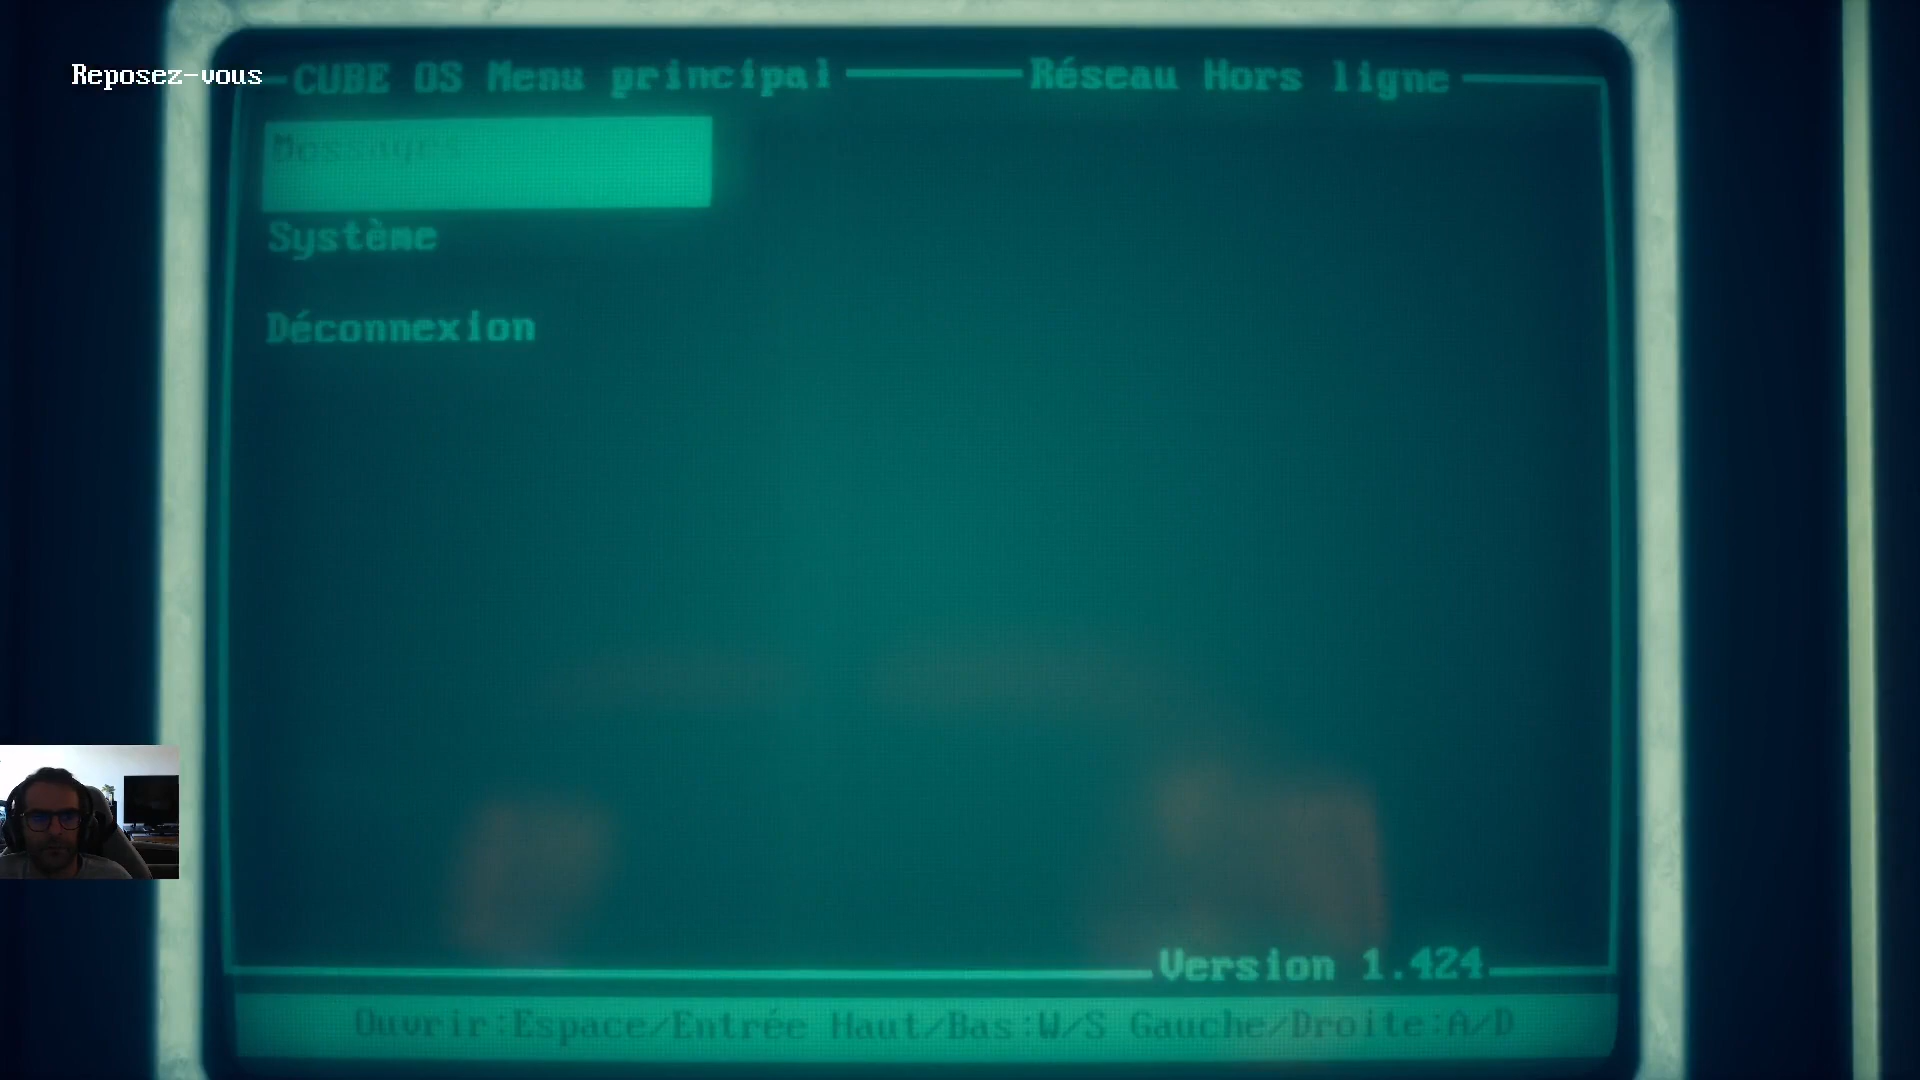 Reposez-vous
CUBE OS Menu principal
Réseau Hors ligne
Messages
Système
Déconnexion
Version 1.424
Ouvrir:Espace/Entrée Haut/Bas:W/S Gauche/Droite:A/D